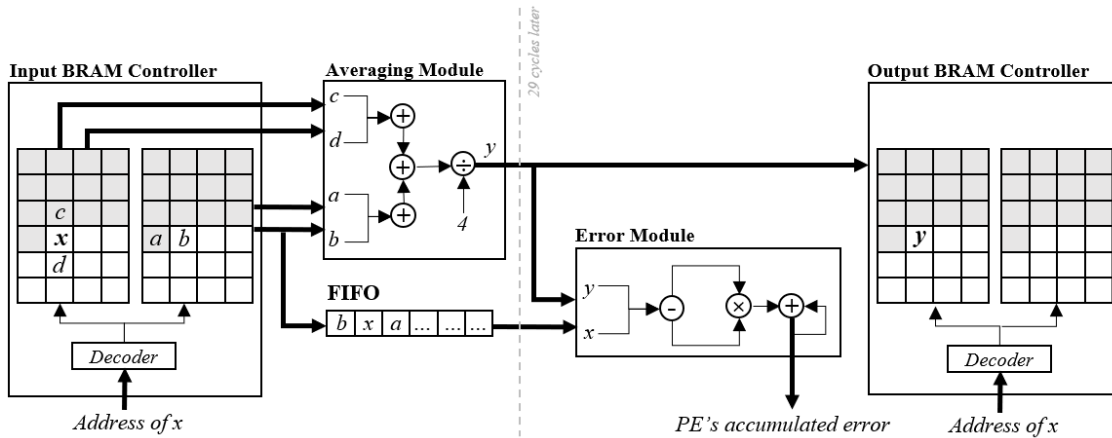 29 cycles later
Input BRAM Controller
Averaging Module
Output BRAM Controller
c
d
a
b
y
4
c
x
d
a b
y
Error Module
y
x
FIFO
b x a ... ... ...
Decoder
Decoder
Address of x
PE's accumulated error
Address of x